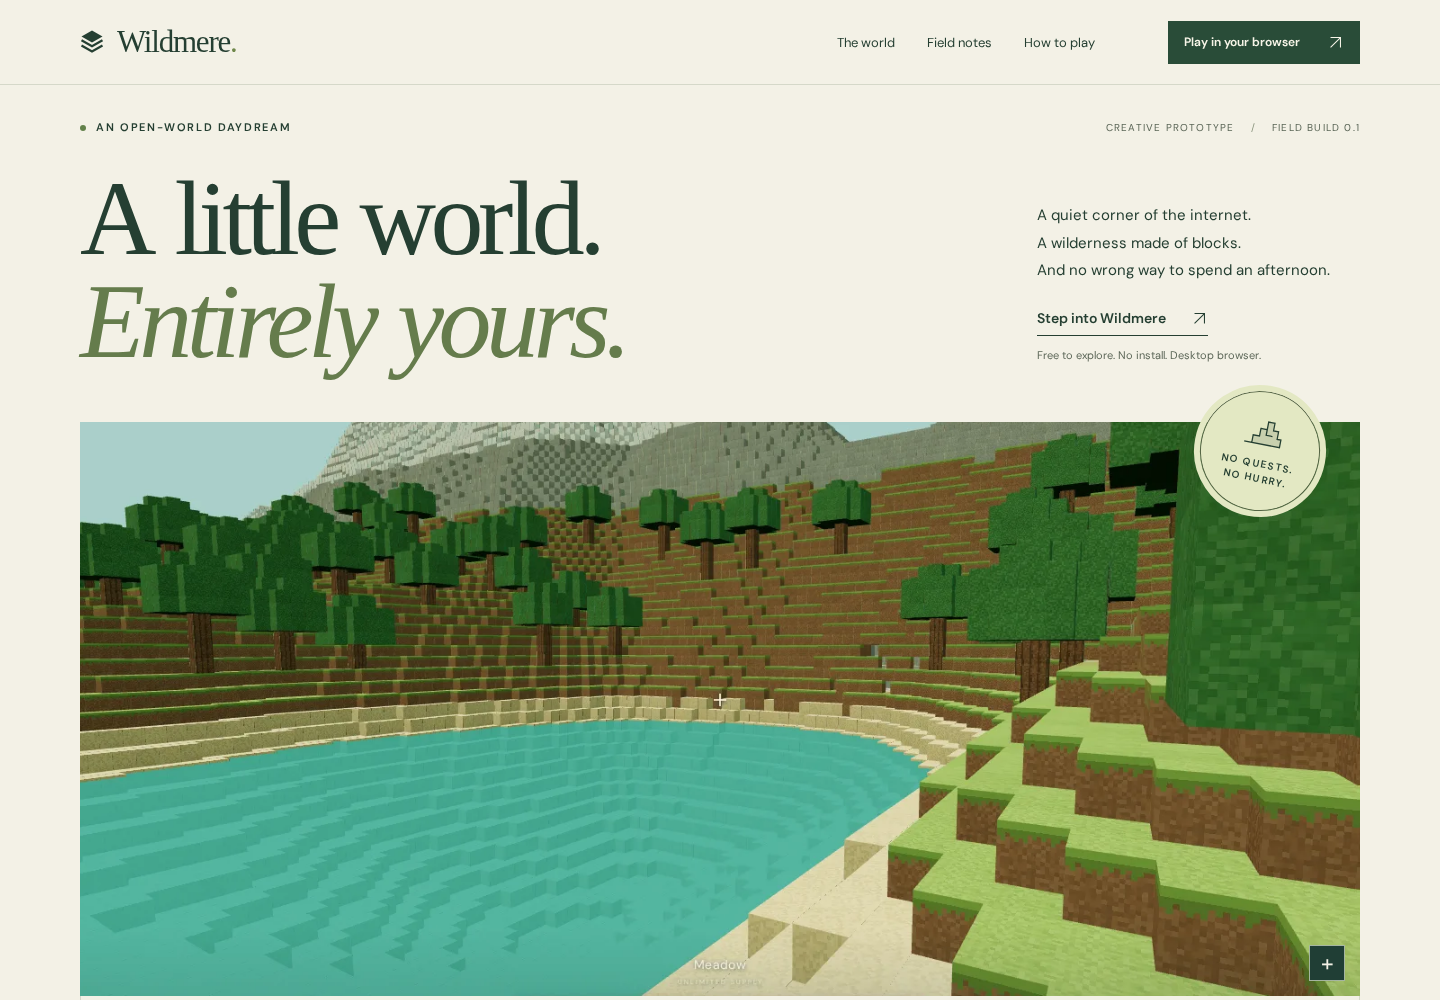 Wildmere.
The world
Field notes
How to play
Play in your browser
AN OPEN-WORLD DAYDREAM
CREATIVE PROTOTYPE / FIELD BUILD 0.1
A little world.
Entirely yours.
A quiet corner of the internet.
A wilderness made of blocks.
And no wrong way to spend an afternoon.
Step into Wildmere
Free to explore. No install. Desktop browser.
NO QUESTS.
NO HURRY.
Meadow